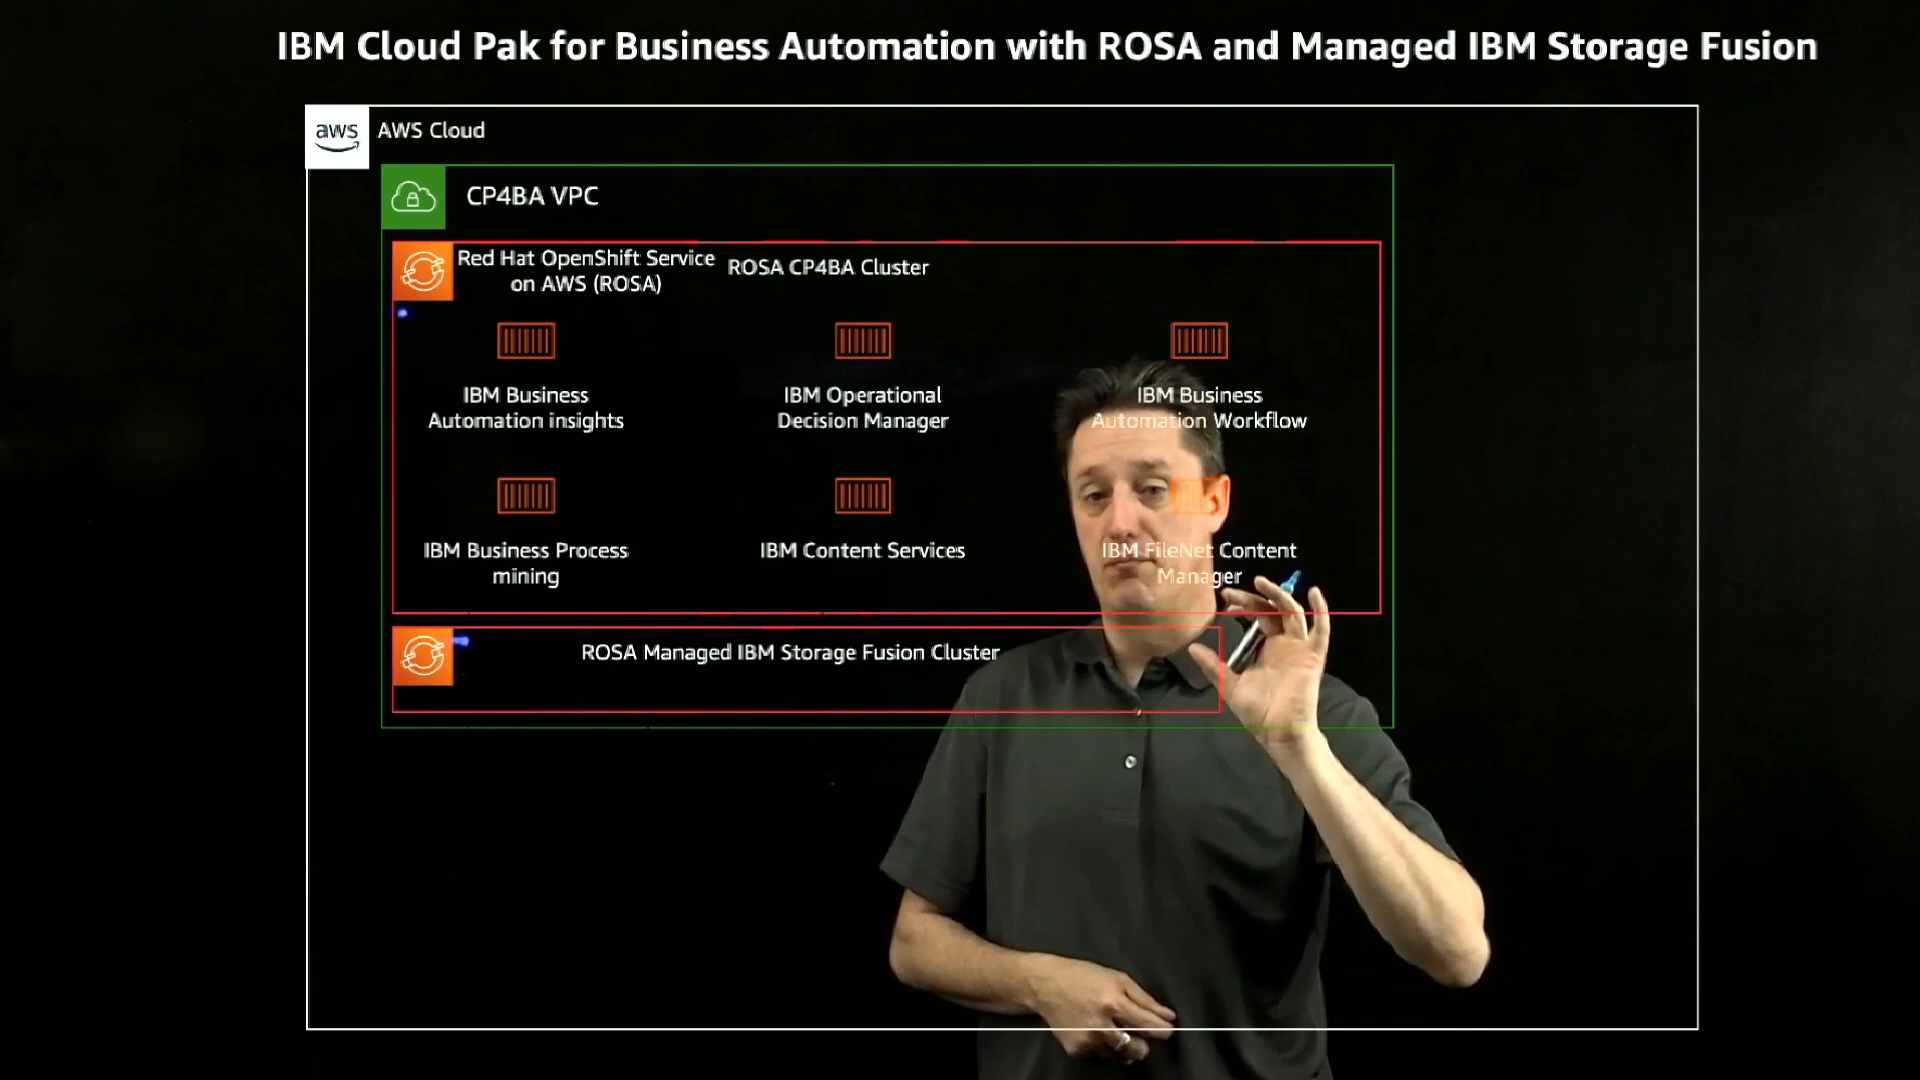 IBM Cloud Pak for Business Automation with ROSA and Managed IBM Storage Fusion
aws
AWS Cloud
CP4BA VPC
Red Hat OpenShift Service
on AWS (ROSA)
ROSA CP4BA Cluster
IBM Business
Automation insights
IBM Operational
Decision Manager
IBM Business
Automation Workflow
IBM Business Process
mining
IBM Content Services
IBM FileNet Content
Manager
ROSA Managed IBM Storage Fusion Cluster